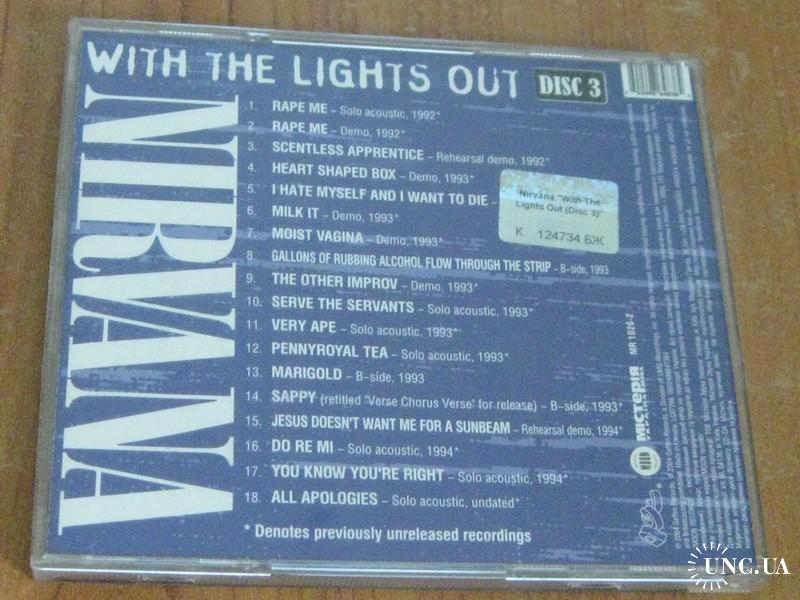 WITH THE LIGHTS OUT DISC 3
NIRVANA
1. RAPE ME – Solo acoustic, 1992*
2. RAPE ME – Demo, 1992*
3. SCENTLESS APPRENTICE – Rehearsal demo, 1992*
4. HEART SHAPED BOX – Demo, 1993*
5. I HATE MYSELF AND I WANT TO DIE –
6. MILK IT – Demo, 1993*
7. MOIST VAGINA – Demo, 1993*
8. GALLONS OF RUBBING ALCOHOL FLOW THROUGH THE STRIP – B-side, 1993
9. THE OTHER IMPROV – Demo, 1993*
10. SERVE THE SERVANTS – Solo acoustic, 1993*
11. VERY APE – Solo acoustic, 1993*
12. PENNYROYAL TEA – Solo acoustic, 1993*
13. MARIGOLD – B-side, 1993
14. SAPPY (retitled "Verse Chorus Verse" for release) – B-side, 1993*
15. JESUS DOESN'T WANT ME FOR A SUNBEAM – Rehearsal demo, 1994*
16. DO RE MI – Solo acoustic, 1994*
17. YOU KNOW YOU'RE RIGHT – Solo acoustic, 1994*
18. ALL APOLOGIES – Solo acoustic, undated*
* Denotes previously unreleased recordings
Nirvana "With The
Lights Out (Disc 3)"
К 124734 БЖ
МІСТЕРІЯ
MR 1026-2
UNC.UA